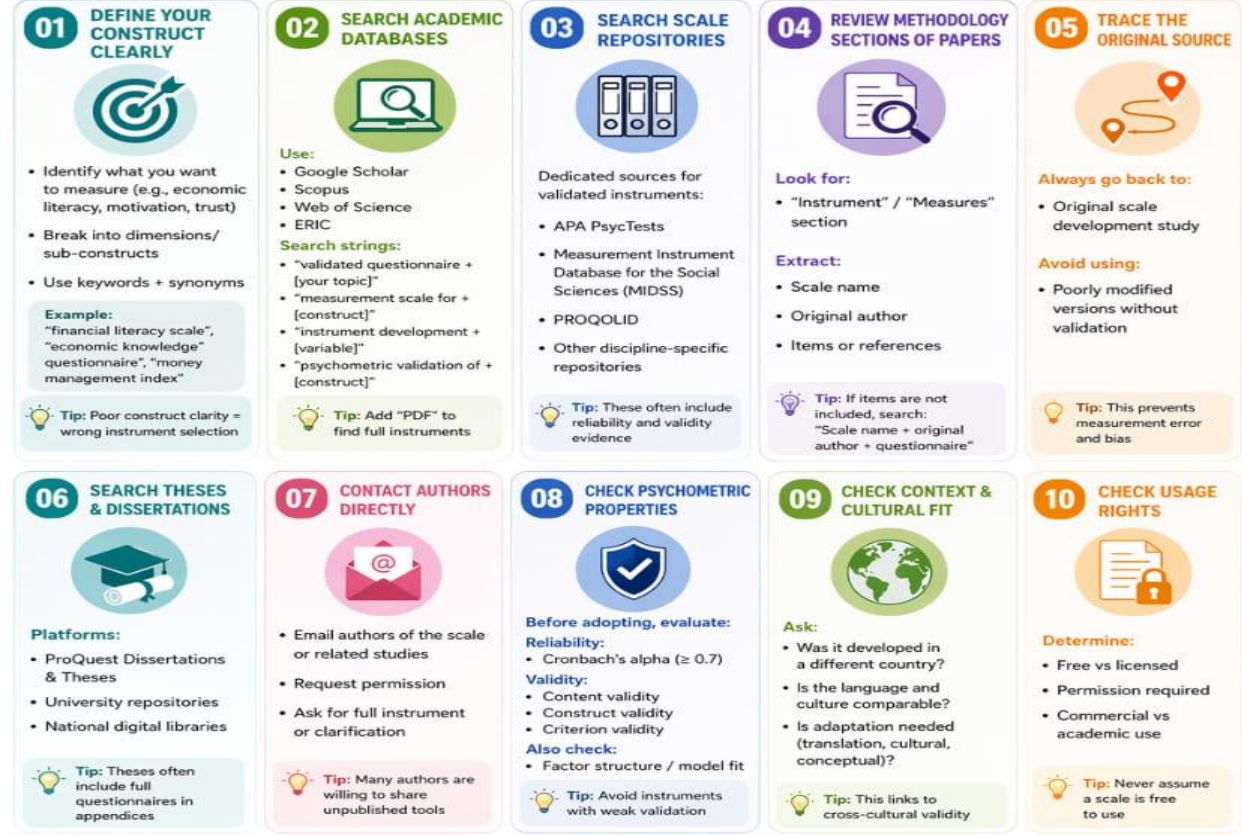 01
DEFINE YOUR
CONSTRUCT
CLEARLY
• Identify what you want
to measure (e.g., economic
literacy, motivation, trust)
• Break into dimensions/
sub-constructs
• Use keywords + synonyms
Example:
"financial literacy scale",
"economic knowledge"
questionnaire", "money
management index"
Tip: Poor construct clarity =
wrong instrument selection
02
SEARCH ACADEMIC
DATABASES
Use:
• Google Scholar
• Scopus
• Web of Science
• ERIC
Search strings:
• "validated questionnaire +
[your topic]"
• "measurement scale for +
[construct]"
• "instrument development +
[variable]"
• "psychometric validation of +
[construct]"
Tip: Add "PDF" to
find full instruments
03
SEARCH SCALE
REPOSITORIES
Dedicated sources for
validated instruments:
• APA PsycTests
• Measurement Instrument
Database for the Social
Sciences (MIDSS)
• PROQOLID
• Other discipline-specific
repositories
Tip: These often include
reliability and validity
evidence
04
REVIEW METHODOLOGY
SECTIONS OF PAPERS
Look for:
• "Instrument" / "Measures"
section
Extract:
• Scale name
• Original author
• Items or references
Tip: If items are not
included, search:
"Scale name + original
author + questionnaire"
05
TRACE THE
ORIGINAL SOURCE
Always go back to:
• Original scale
development study
Avoid using:
• Poorly modified
versions without
validation
Tip: This prevents
measurement error
and bias
06
SEARCH THESES
& DISSERTATIONS
Platforms:
• ProQuest Dissertations
& Theses
• University repositories
• National digital libraries
Tip: Theses often
include full
questionnaires in
appendices
07
CONTACT AUTHORS
DIRECTLY
@
• Email authors of the scale
or related studies
• Request permission
• Ask for full instrument
or clarification
Tip: Many authors are
willing to share
unpublished tools
08
CHECK PSYCHOMETRIC
PROPERTIES
Before adopting, evaluate:
Reliability:
• Cronbach's alpha (≥ 0.7)
Validity:
• Content validity
• Construct validity
• Criterion validity
Also check:
• Factor structure / model fit
Tip: Avoid instruments
with weak validation
09
CHECK CONTEXT &
CULTURAL FIT
Ask:
• Was it developed in
a different country?
• Is the language and
culture comparable?
• Is adaptation needed
(translation, cultural,
conceptual)?
Tip: This links to
cross-cultural validity
10
CHECK USAGE
RIGHTS
Determine:
• Free vs licensed
• Permission required
• Commercial vs
academic use
Tip: Never assume
a scale is free
to use